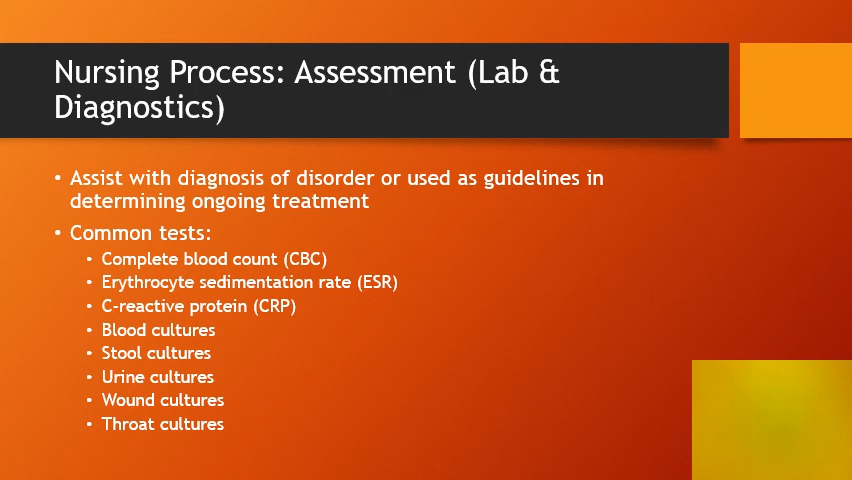 Nursing Process: Assessment (Lab &
Diagnostics)
• Assist with diagnosis of disorder or used as guidelines in
determining ongoing treatment
• Common tests:
• Complete blood count (CBC)
• Erythrocyte sedimentation rate (ESR)
• C-reactive protein (CRP)
• Blood cultures
• Stool cultures
• Urine cultures
• Wound cultures
• Throat cultures